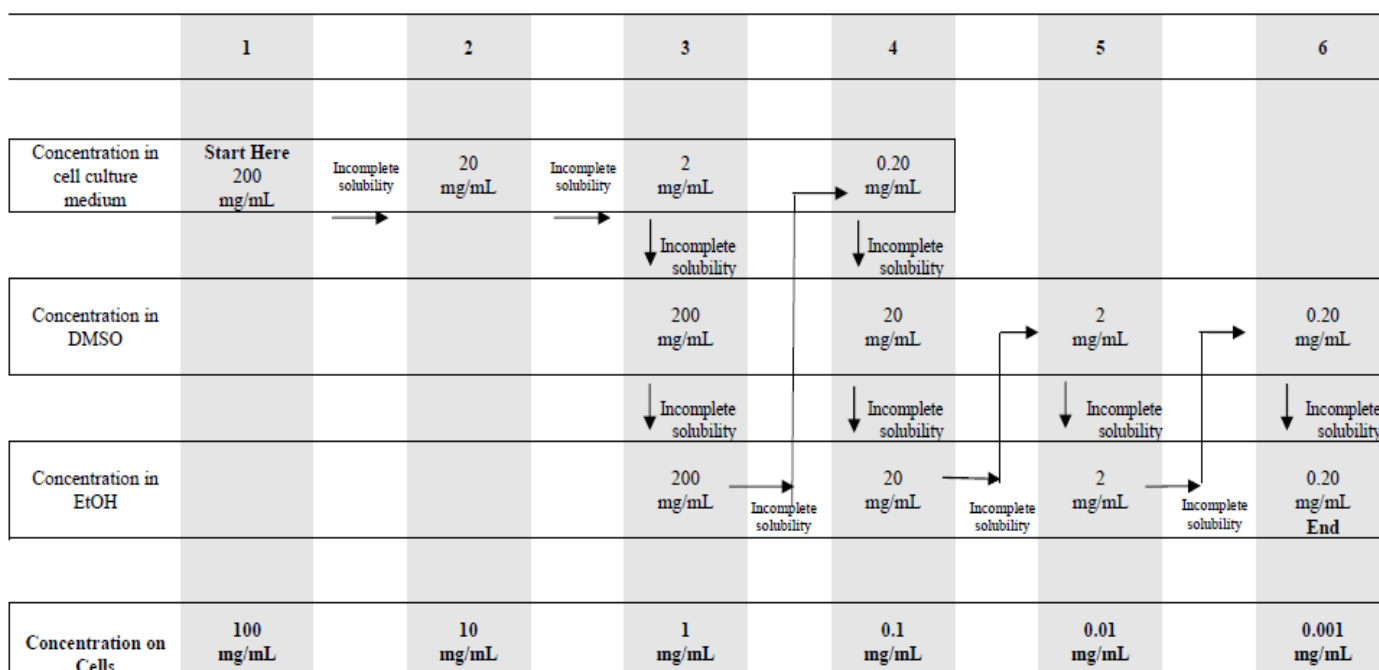 1 2 3 4 5 6
Concentration in cell culture medium
Start Here 200 mg/mL
Incomplete solubility
20 mg/mL
Incomplete solubility
2 mg/mL
0.20 mg/mL
Incomplete solubility
Incomplete solubility
Concentration in DMSO
200 mg/mL
20 mg/mL
2 mg/mL
0.20 mg/mL
Incomplete solubility
Incomplete solubility
Incomplete solubility
Incomplete solubility
Concentration in EtOH
200 mg/mL
Incomplete solubility
20 mg/mL
Incomplete solubility
2 mg/mL
Incomplete solubility
0.20 mg/mL End
Concentration on Cells
100 mg/mL
10 mg/mL
1 mg/mL
0.1 mg/mL
0.01 mg/mL
0.001 mg/mL